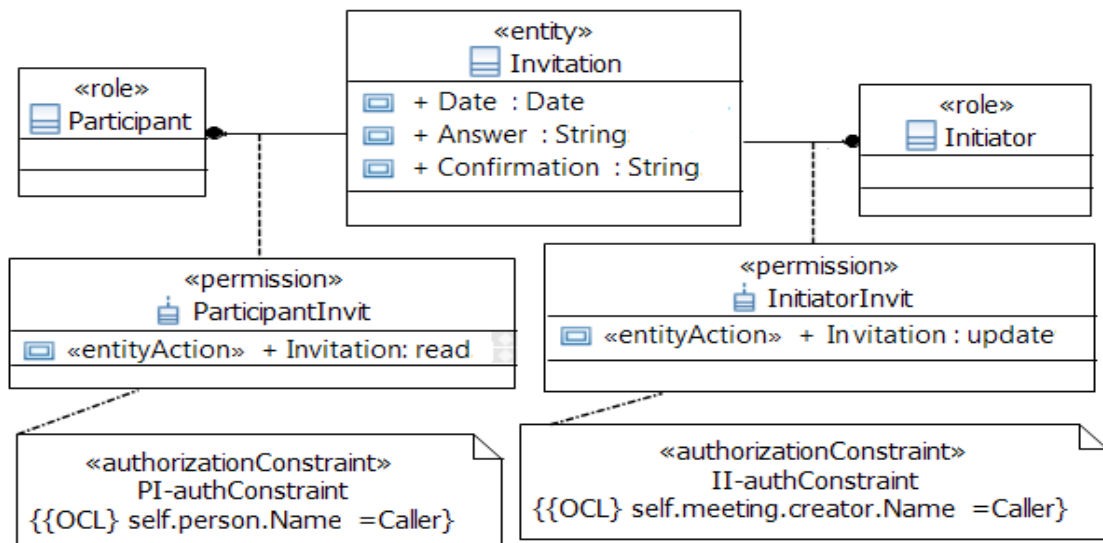 «entity»
Invitation
+ Date : Date
+ Answer : String
+ Confirmation : String
«role»
Participant
«role»
Initiator
«permission»
ParticipantInvit
«entityAction» + Invitation: read
«permission»
InitiatorInvit
«entityAction» + Invitation : update
«authorizationConstraint»
PI-authConstraint
{{OCL} self.person.Name =Caller}
«authorizationConstraint»
II-authConstraint
{{OCL} self.meeting.creator.Name =Caller}